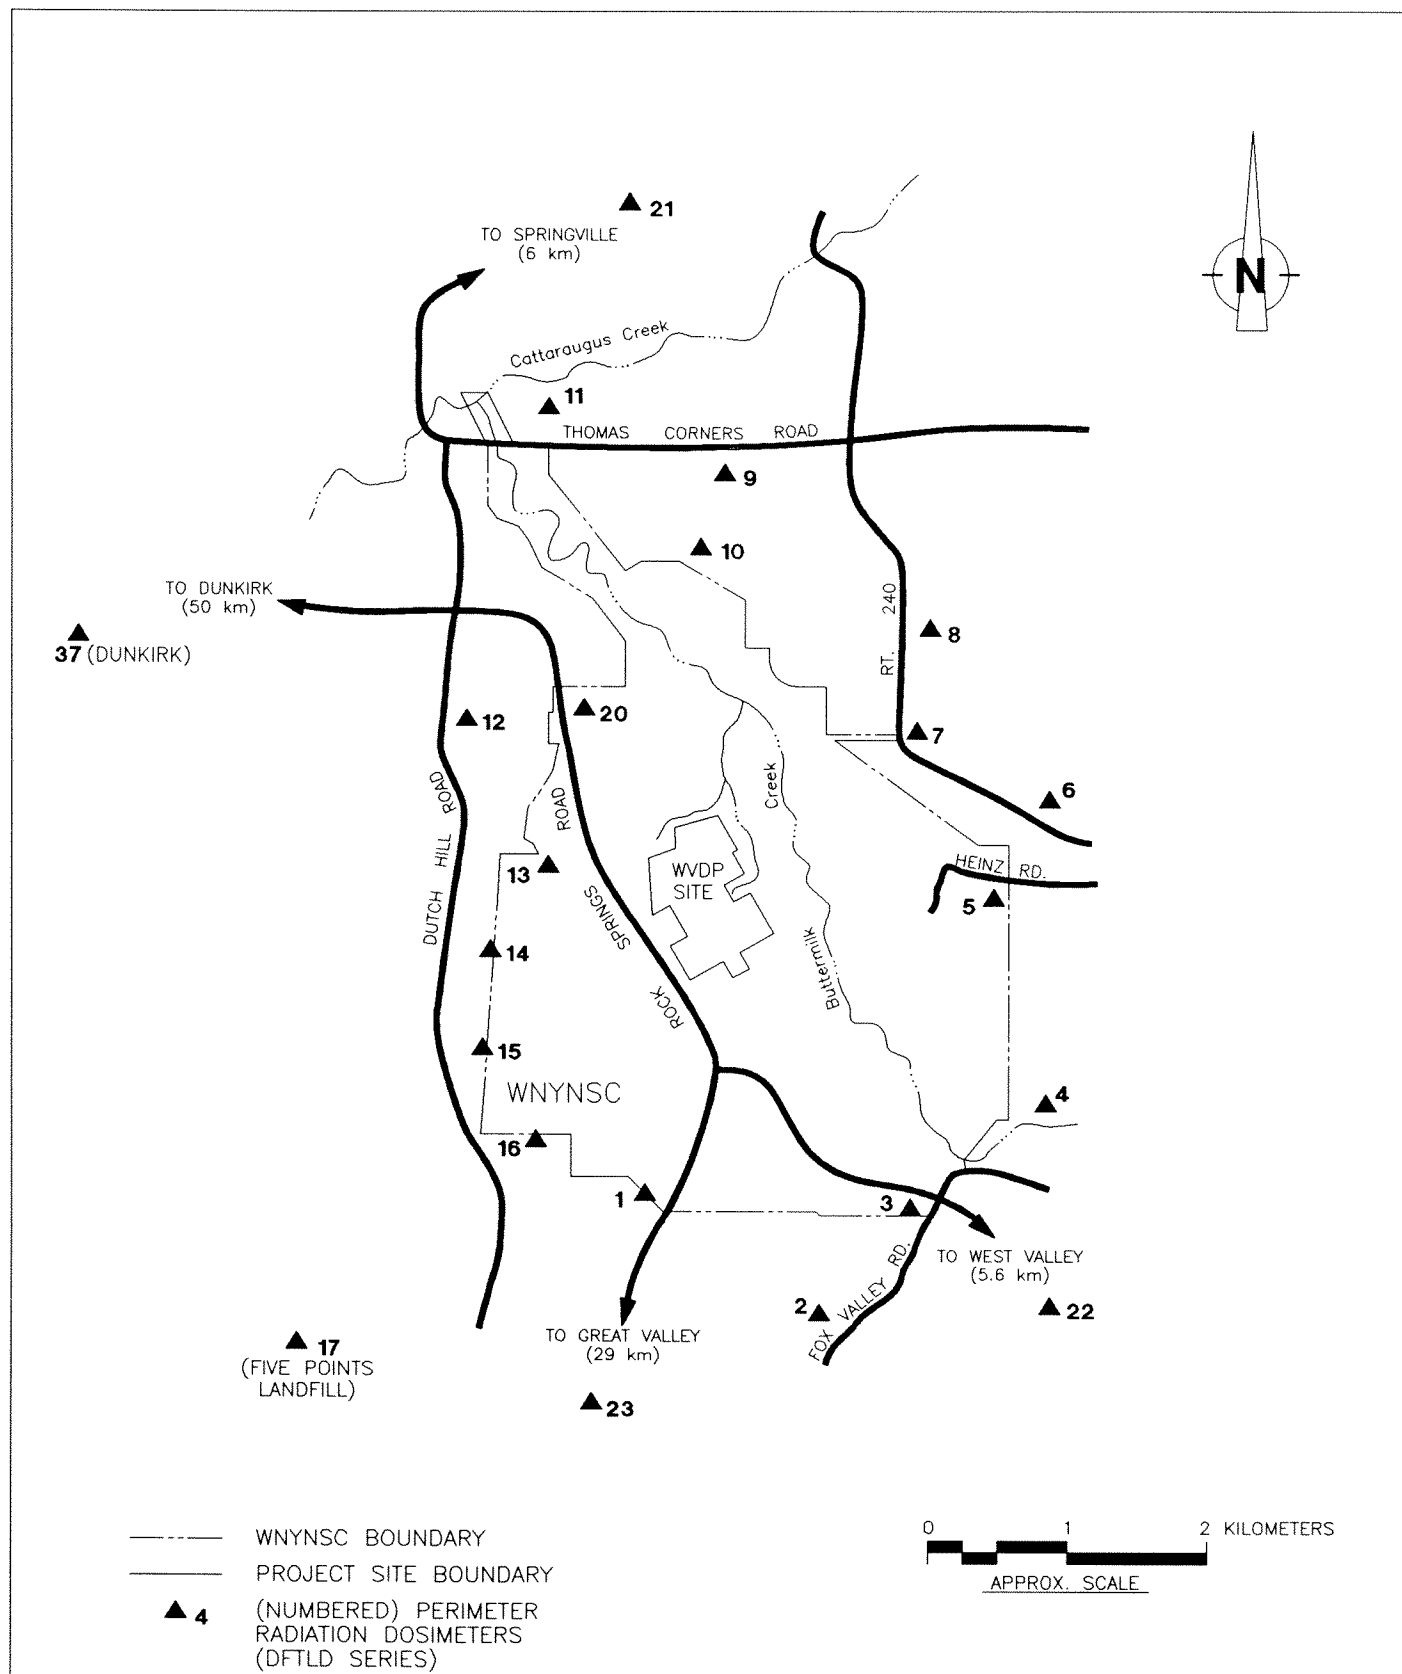 21
TO SPRINGVILLE
(6 km)
N
Cattaraugus Creek
11
THOMAS CORNERS ROAD
9
10
TO DUNKIRK
(50 km)
37 (DUNKIRK)
RT. 240
8
12
20
7
6
Creek
Buttermilk
DUTCH HILL ROAD
ROCK SPRINGS ROAD
WVDP
SITE
HEINZ RD.
13
5
14
15
WNYNSC
4
16
1
3
TO WEST VALLEY
(5.6 km)
2
FOX VALLEY RD.
22
TO GREAT VALLEY
(29 km)
17
(FIVE POINTS
LANDFILL)
23
WNYNSC BOUNDARY
PROJECT SITE BOUNDARY
4 (NUMBERED) PERIMETER
RADIATION DOSIMETERS
(DFTLD SERIES)
0 1 2 KILOMETERS
APPROX. SCALE